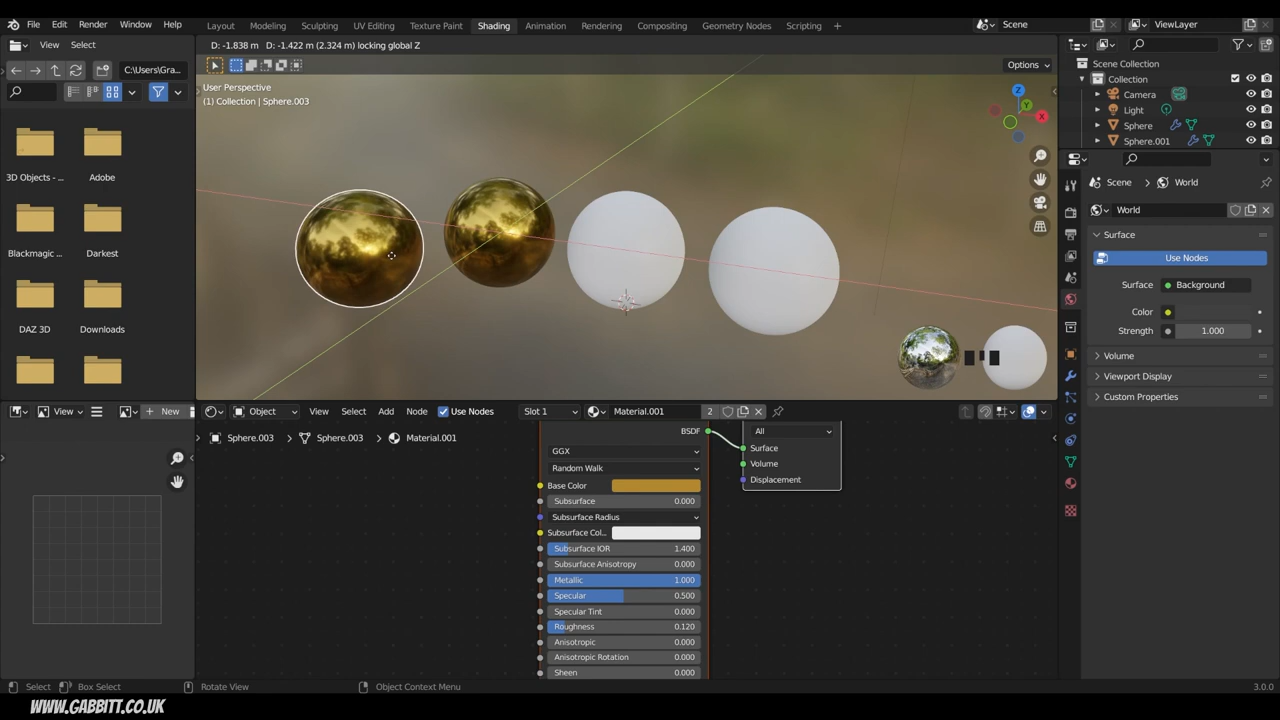 File Edit Render Window Help Layout Modeling Sculpting UV Editing Texture Paint Shading Animation Rendering Compositing Geometry Nodes Scripting + Scene ViewLayer
View Select
D: -1.838 m D: -1.422 m (2.324 m) locking global Z
C:\Users\Gra...
Options
User Perspective
(1) Collection | Sphere.003
Z
Y
X
3D Objects - ...
Adobe
Blackmagic ...
Darkest
DAZ 3D
Downloads
Scene Collection
Collection
Camera
Light
Sphere
Sphere.001
Scene > World
World
Surface
Use Nodes
Surface Background
Color
Strength 1.000
Volume
Viewport Display
Custom Properties
View + New
Object View Select Add Node Use Nodes Slot 1 Material.001 2
Sphere.003 > Sphere.003 > Material.001
BSDF
GGX
Random Walk
Base Color
Subsurface 0.000
Subsurface Radius
Subsurface Col...
Subsurface IOR 1.400
Subsurface Anisotropy 0.000
Metallic 1.000
Specular 0.500
Specular Tint 0.000
Roughness 0.120
Anisotropic 0.000
Anisotropic Rotation 0.000
Sheen 0.000
All
Surface
Volume
Displacement
Select Box Select Rotate View Object Context Menu 3.0.0
WWW.GABBITT.CO.UK